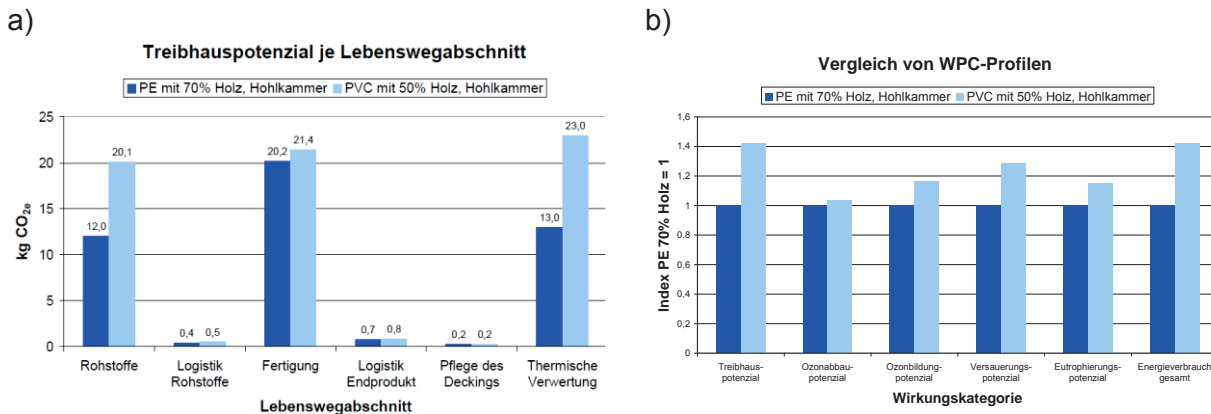 a)
Treibhauspotenzial je Lebenswegabschnitt
PE mit 70% Holz, Hohlkammer PVC mit 50% Holz, Hohlkammer
kg CO2e
25
20
15
10
5
0
12,0 20,1
0,4 0,5
20,2 21,4
0,7 0,8
0,2 0,2
13,0 23,0
Rohstoffe Logistik Fertigung Logistik Pflege des Thermische
Rohstoffe Endprodukt Deckings Verwertung
Lebenswegabschnitt
b)
Vergleich von WPC-Profilen
PE mit 70% Holz, Hohlkammer PVC mit 50% Holz, Hohlkammer
Index PE 70% Holz = 1
1,6
1,4
1,2
1
0,8
0,6
0,4
0,2
0
Treibhaus- Ozonabbau- Ozonbildung- Versauerungs- Eutrophierungs- Energieverbrauch
potenzial potenzial potenzial potenzial potenzial gesamt
Wirkungskategorie